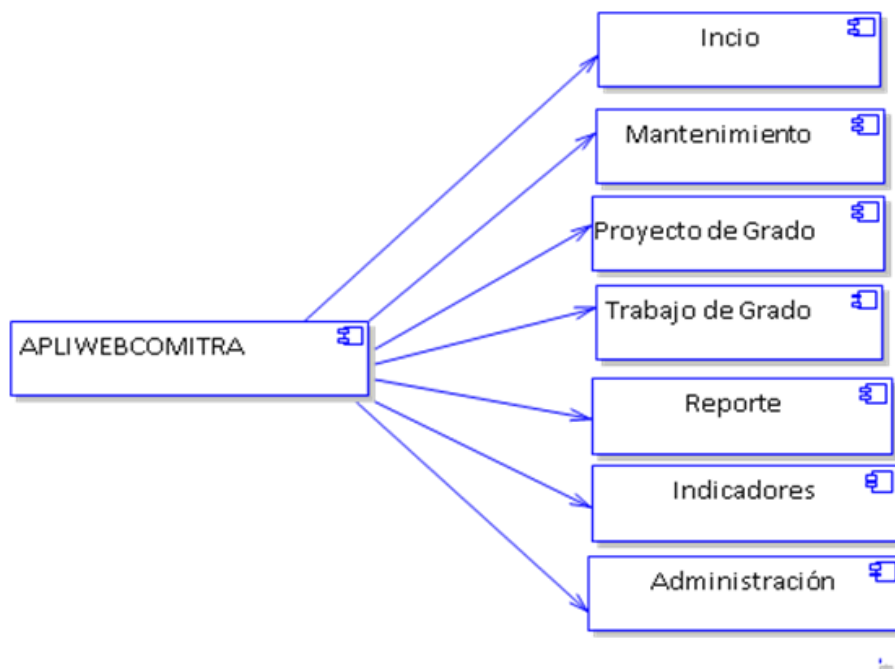 Incio
Mantenimiento
Proyecto de Grado
Trabajo de Grado
APLIWEBCOMITRA
Reporte
Indicadores
Administración